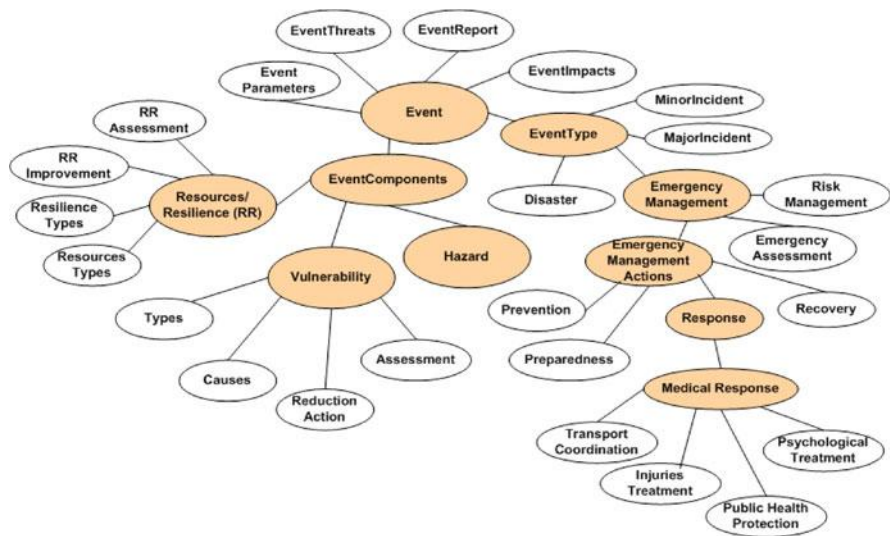 EventThreats
EventReport
Event
Parameters
EventImpacts
Event
MinorIncident
EventType
MajorIncident
RR
Assessment
RR
Improvement
EventComponents
Resources/
Resilience (RR)
Resilience
Types
Resources
Types
Disaster
Emergency
Management
Risk
Management
Hazard
Emergency
Management
Actions
Emergency
Assessment
Vulnerability
Types
Causes
Reduction
Action
Assessment
Prevention
Preparedness
Response
Recovery
Medical Response
Transport
Coordination
Injuries
Treatment
Public Health
Protection
Psychological
Treatment